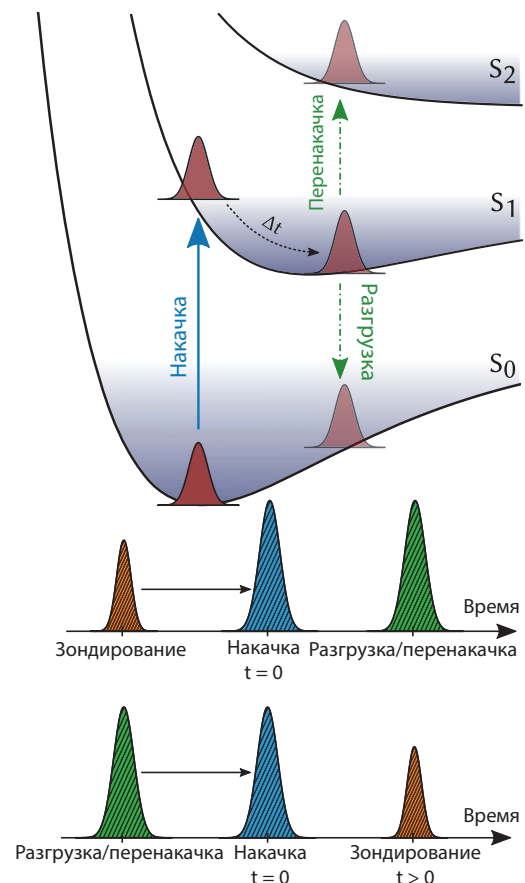 S2
Перенакачка
S1
Δt
Накачка
Разгрузка
S0
Время
Зондирование
Накачка
Разгрузка/перенакачка
t = 0
Время
Разгрузка/перенакачка
Накачка
Зондирование
t = 0
t > 0